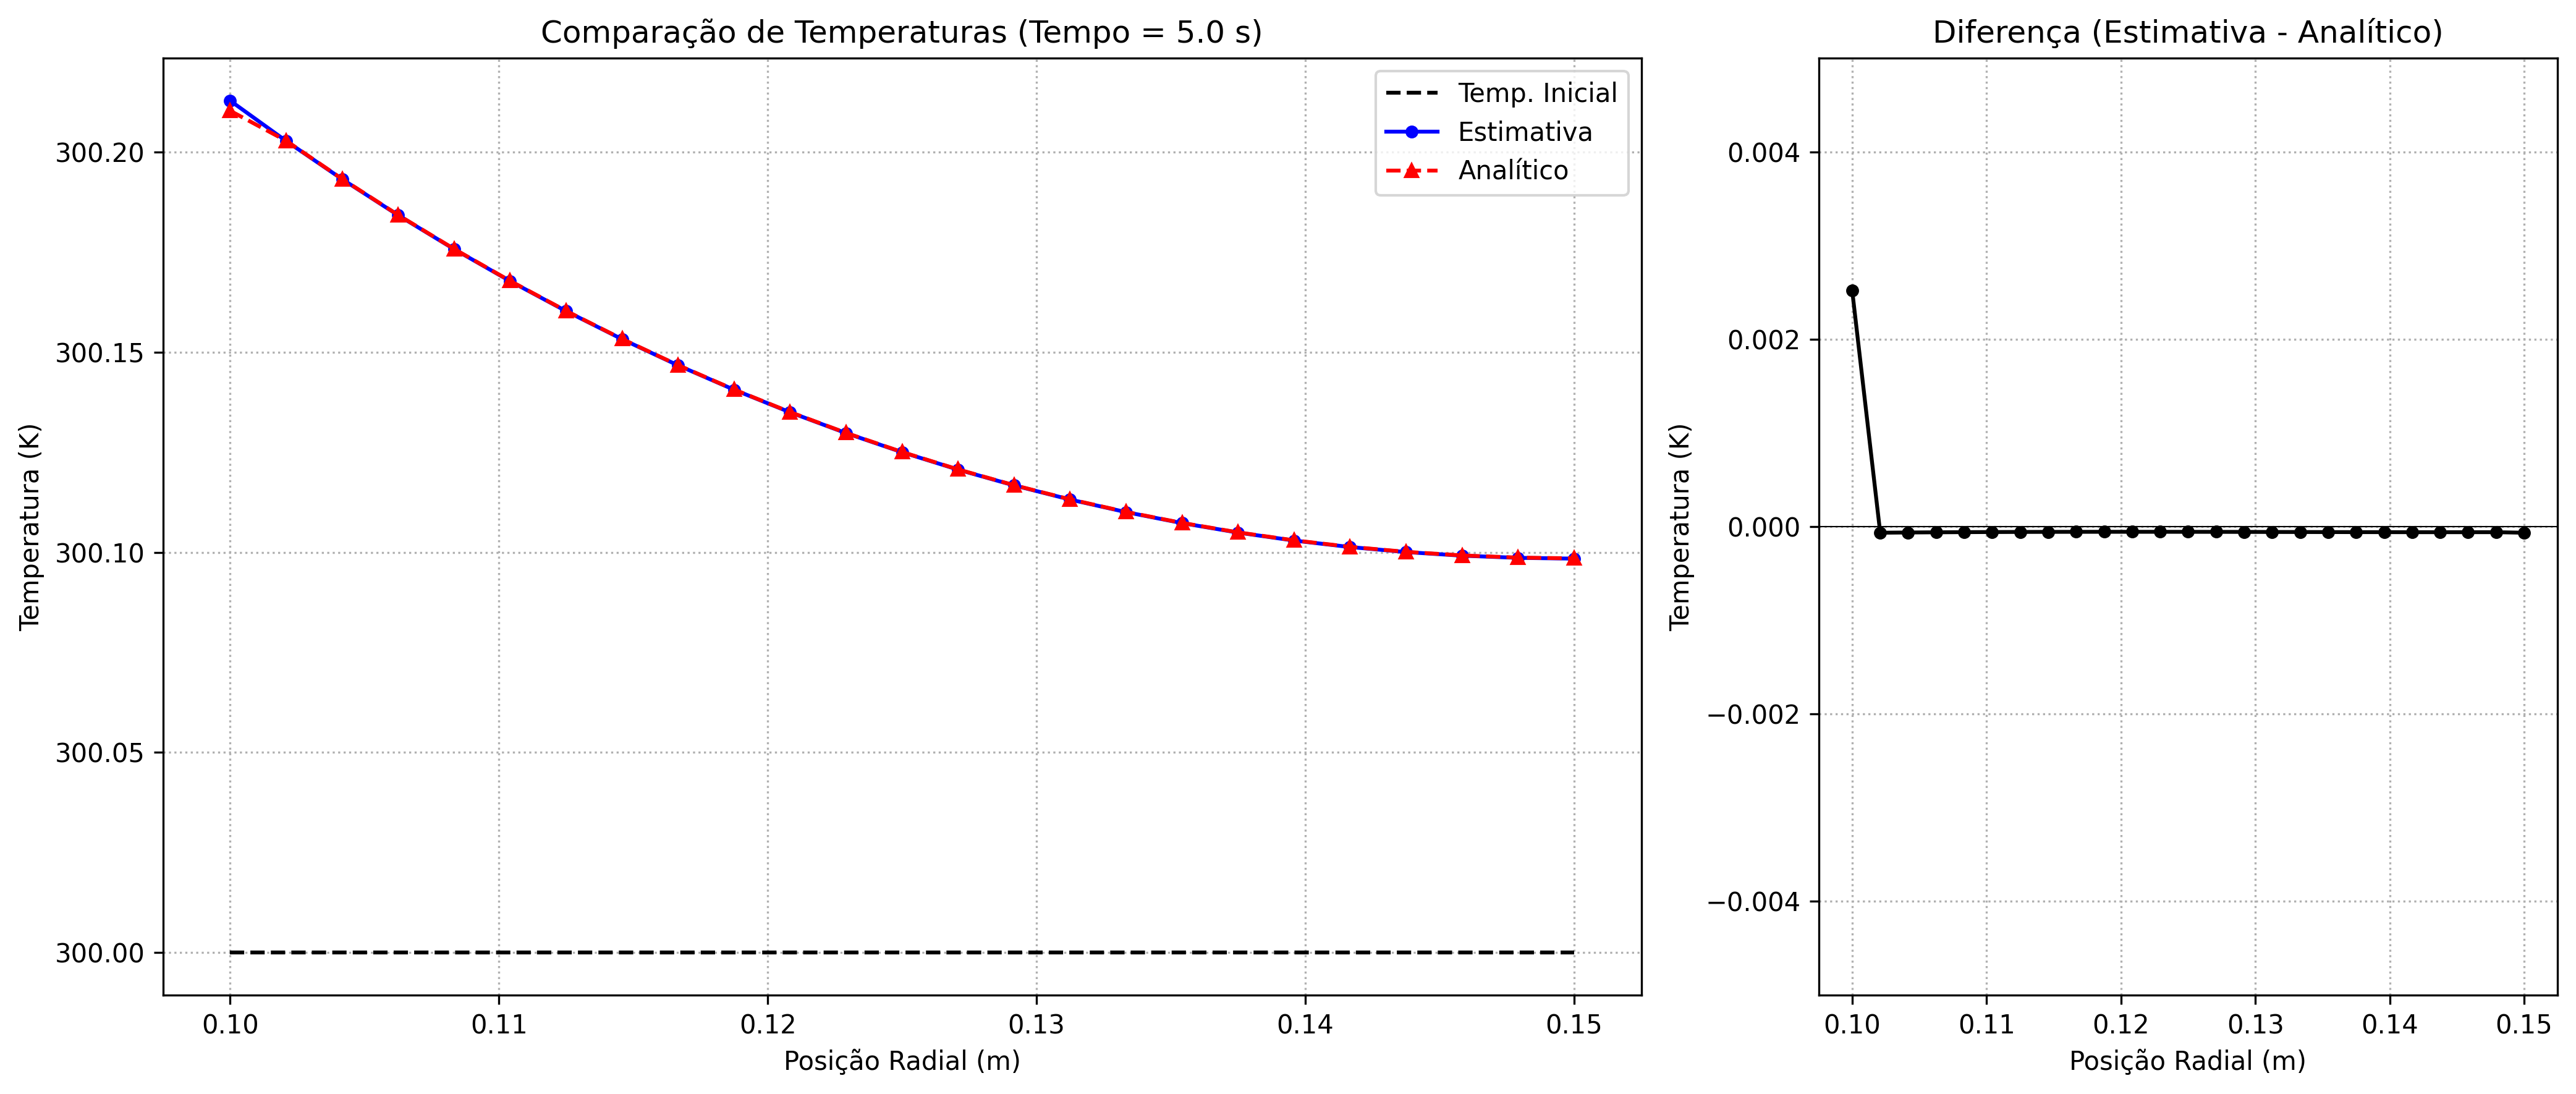 Comparação de Temperaturas (Tempo = 5.0 s)
Temp. Inicial
Estimativa
Analítico
Temperatura (K)
300.20
300.15
300.10
300.05
300.00
0.10 0.11 0.12 0.13 0.14 0.15
Posição Radial (m)
Diferença (Estimativa - Analítico)
Temperatura (K)
0.004
0.002
0.000
−0.002
−0.004
0.10 0.11 0.12 0.13 0.14 0.15
Posição Radial (m)